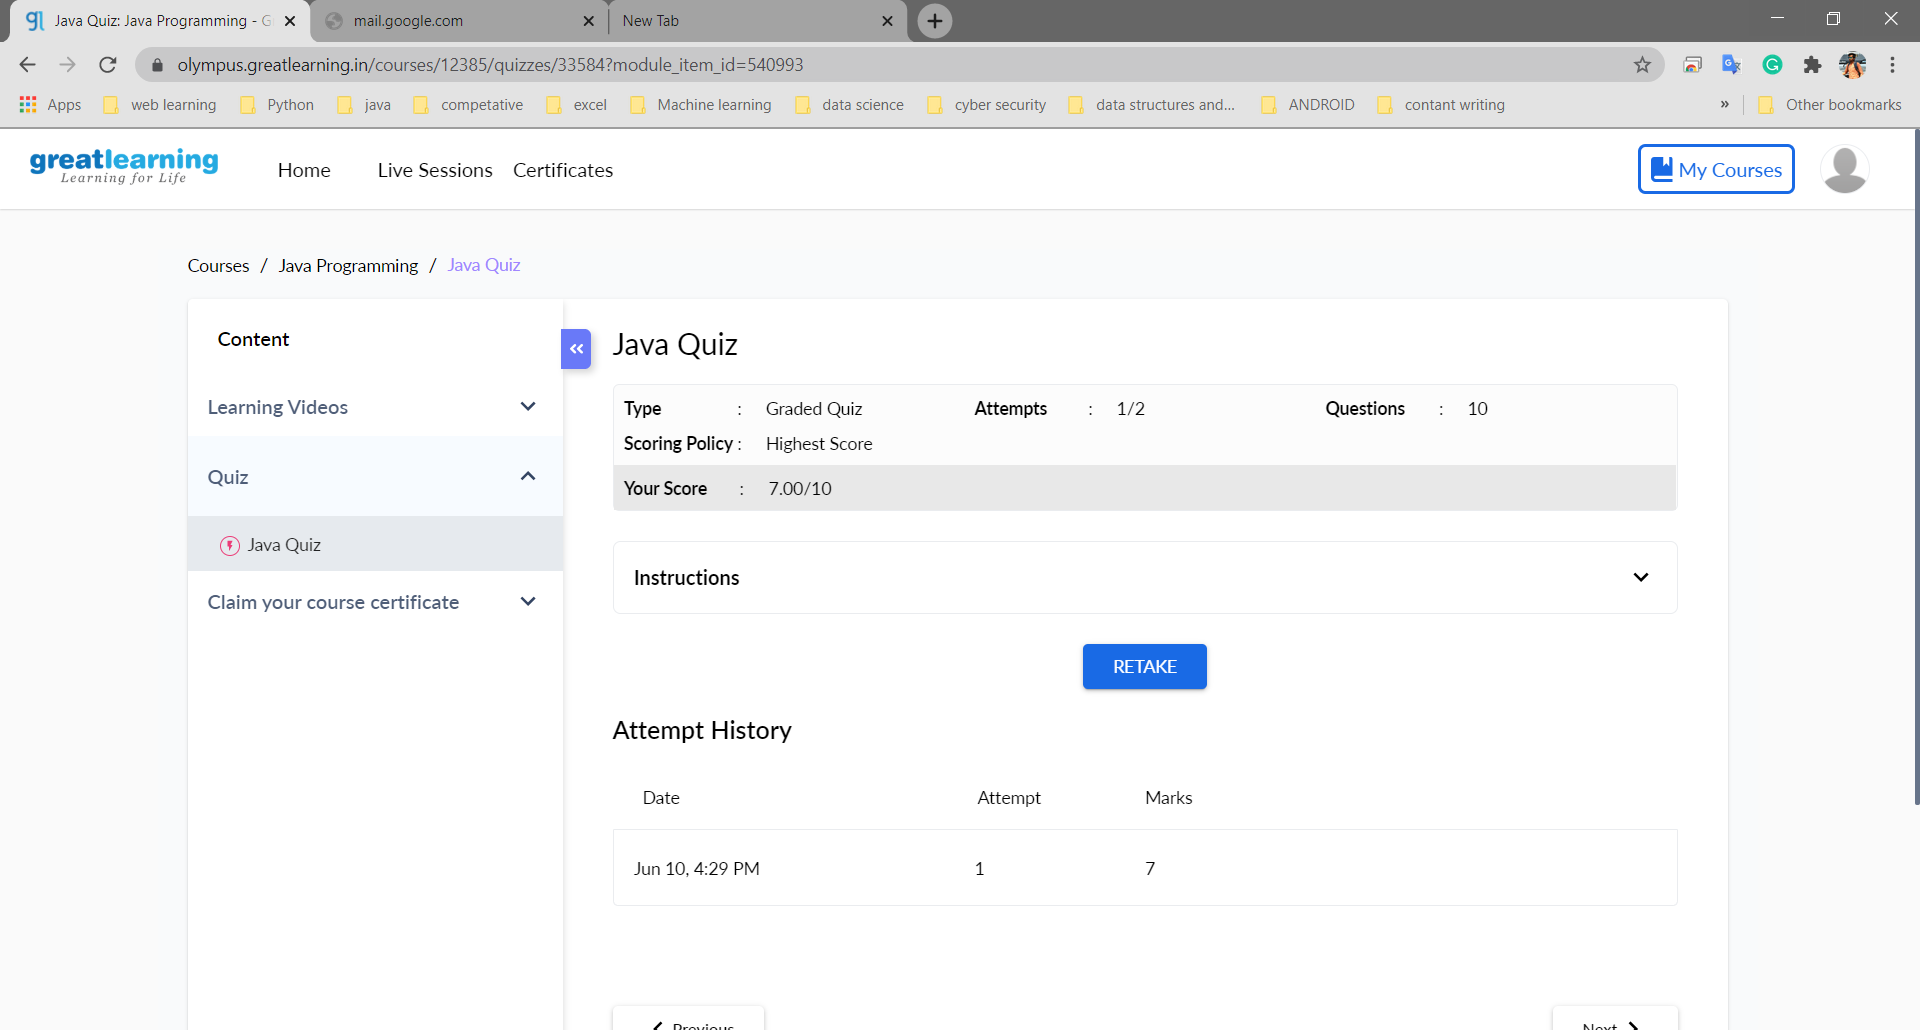 Java Quiz: Java Programming - G
mail.google.com
New Tab
olympus.greatlearning.in/courses/12385/quizzes/33584?module_item_id=540993
Apps web learning Python java competative excel Machine learning data science cyber security data structures and... ANDROID contant writing » Other bookmarks
greatlearning
Learning for Life
Home Live Sessions Certificates
My Courses
Courses / Java Programming / Java Quiz
Content
Learning Videos
Quiz
Java Quiz
Claim your course certificate
Java Quiz
Type : Graded Quiz Attempts : 1/2 Questions : 10
Scoring Policy : Highest Score
Your Score : 7.00/10
Instructions
RETAKE
Attempt History
Date Attempt Marks
Jun 10, 4:29 PM 1 7
Previous Next